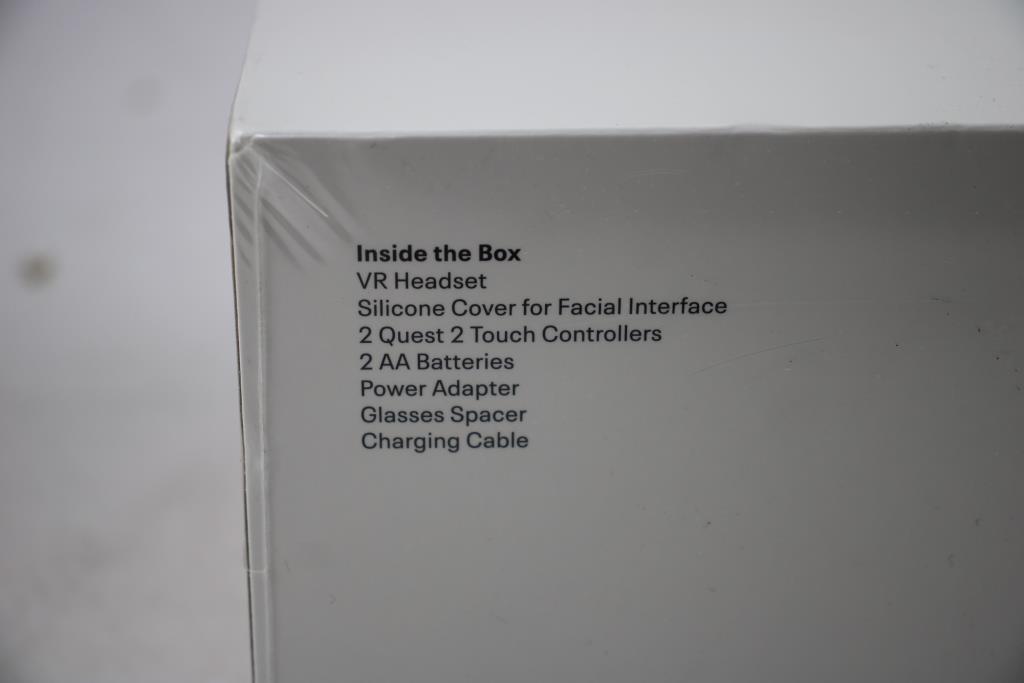 Inside the Box
VR Headset
Silicone Cover for Facial Interface
2 Quest 2 Touch Controllers
2 AA Batteries
Power Adapter
Glasses Spacer
Charging Cable